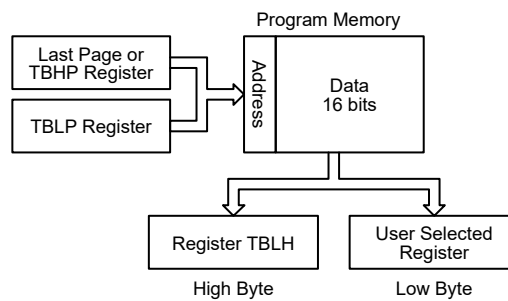 Program Memory
Last Page or
TBHP Register
TBLP Register
Address
Data
16 bits
Register TBLH
User Selected
Register
High Byte
Low Byte